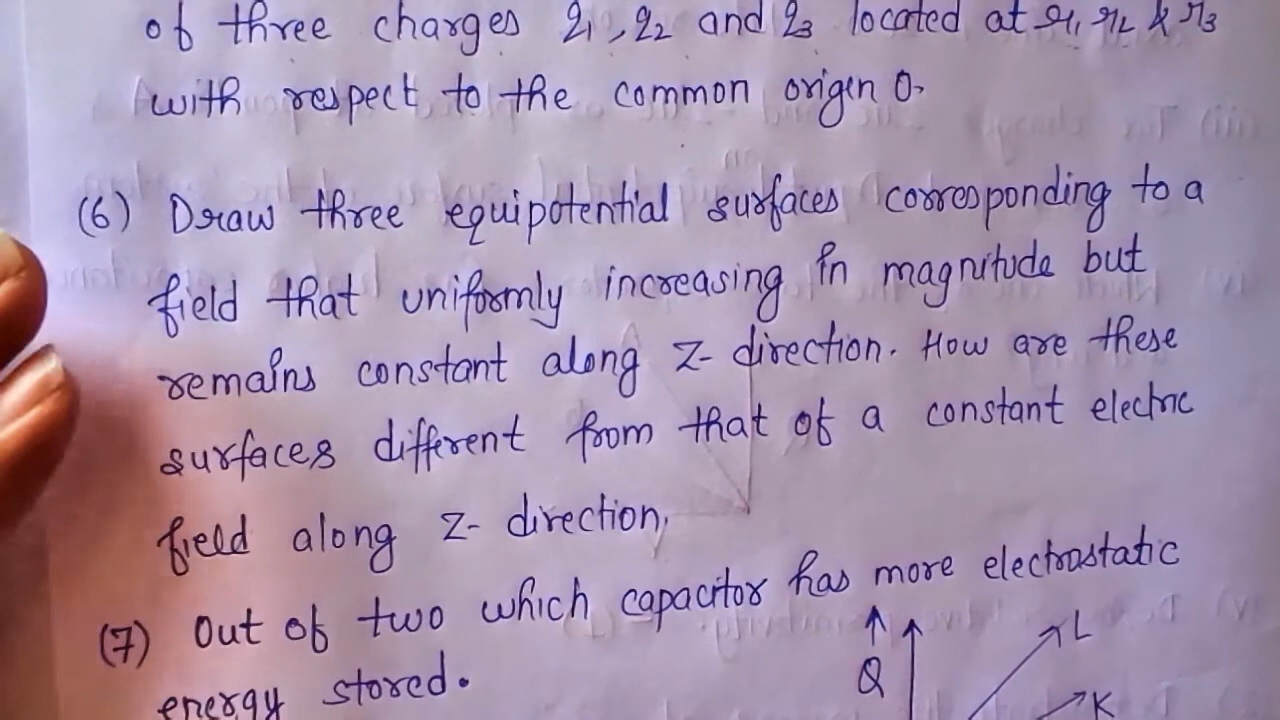 of three charges q1, q2 and q3 located at r1, r2 & r3
with respect to the common origin O.
(6) Draw three equipotential surfaces corresponding to a
field that uniformly increasing in magnitude but
remains constant along Z- direction. How are these
surfaces different from that of a constant electric
field along Z- direction.
(7) Out of two which capacitor has more electrostatic
energy stored.
Q
L
K